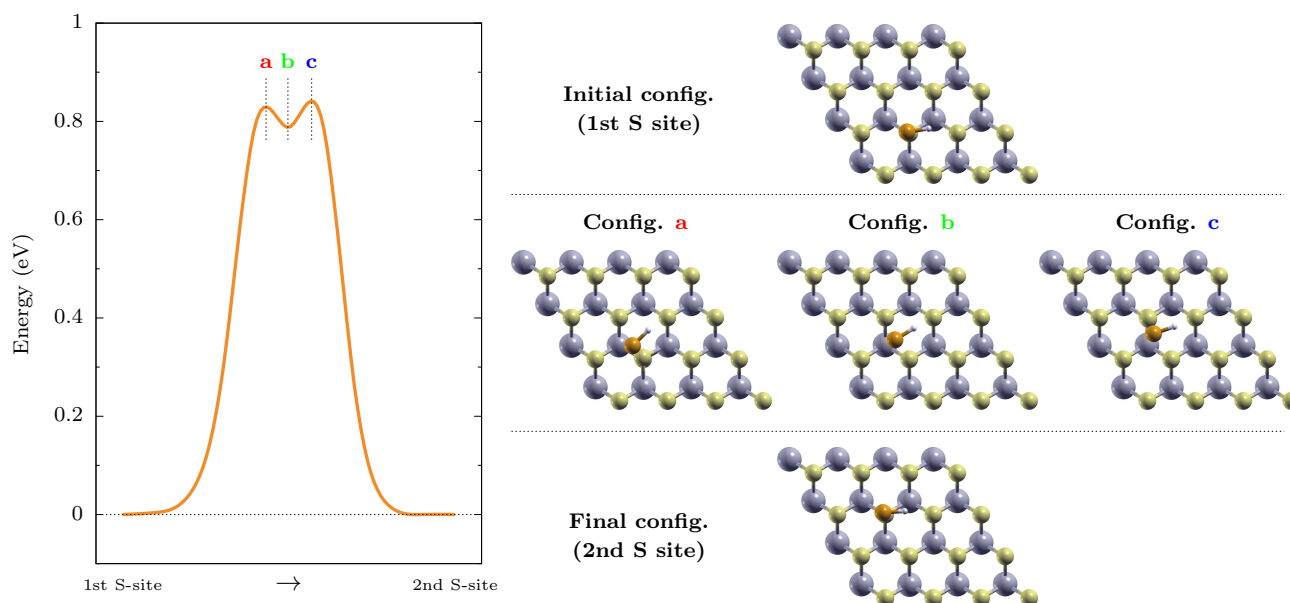 1
0.8
0.6
0.4
0.2
0
Energy (eV)
a b c
1st S-site → 2nd S-site
Initial config.
(1st S site)
Config. a
Config. b
Config. c
Final config.
(2nd S site)